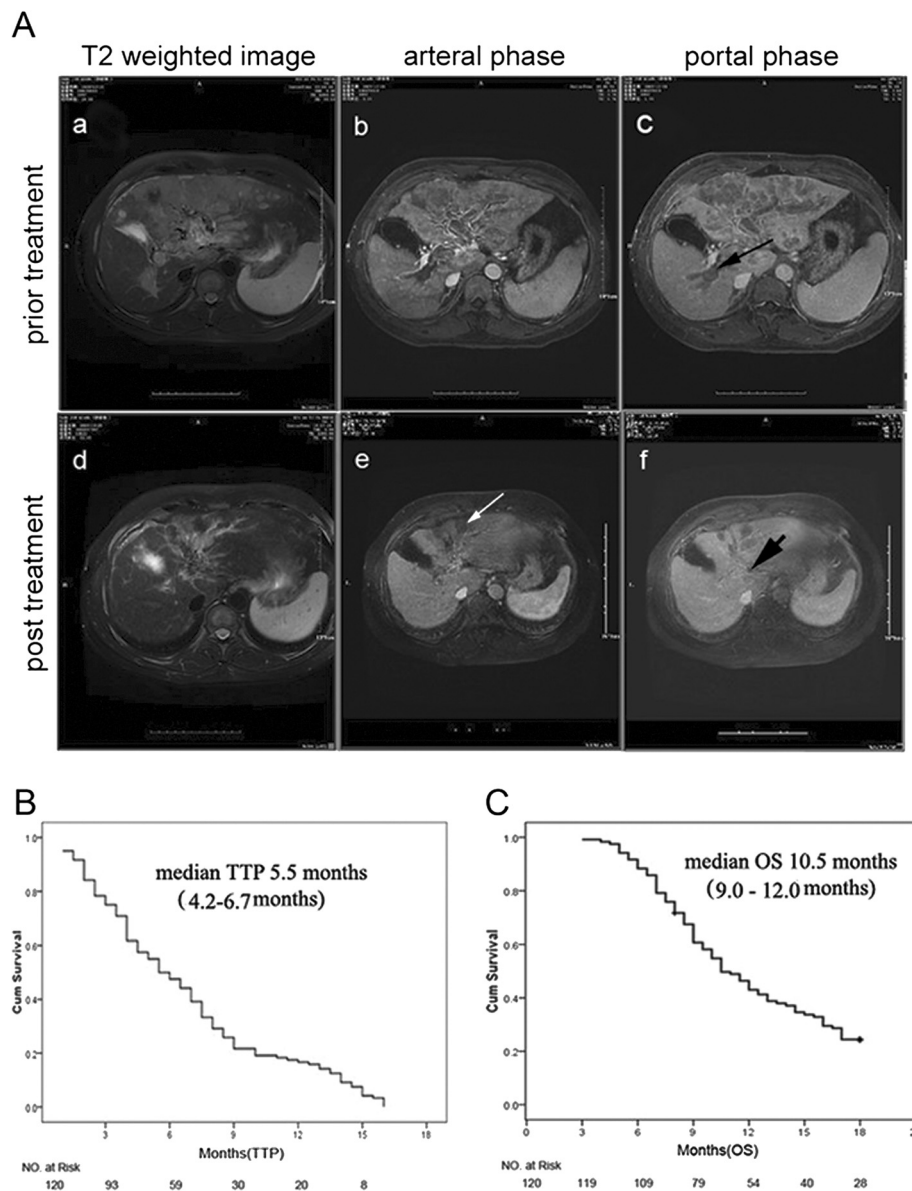 A
T2 weighted image arteral phase portal phase
prior treatment
a b c
post treatment
d e f
B
median TTP 5.5 months
(4.2-6.7months)
Cum Survival
1.0
0.8
0.6
0.4
0.2
0.0
3 6 9 12 15 18
Months(TTP)
NO. at Risk
120 93 59 30 20 8
C
median OS 10.5 months
(9.0 - 12.0months)
Cum Survival
1.0
0.8
0.6
0.4
0.2
0.0
0 3 6 9 12 15 18
Months(OS)
NO. at Risk
120 119 109 79 54 40 28